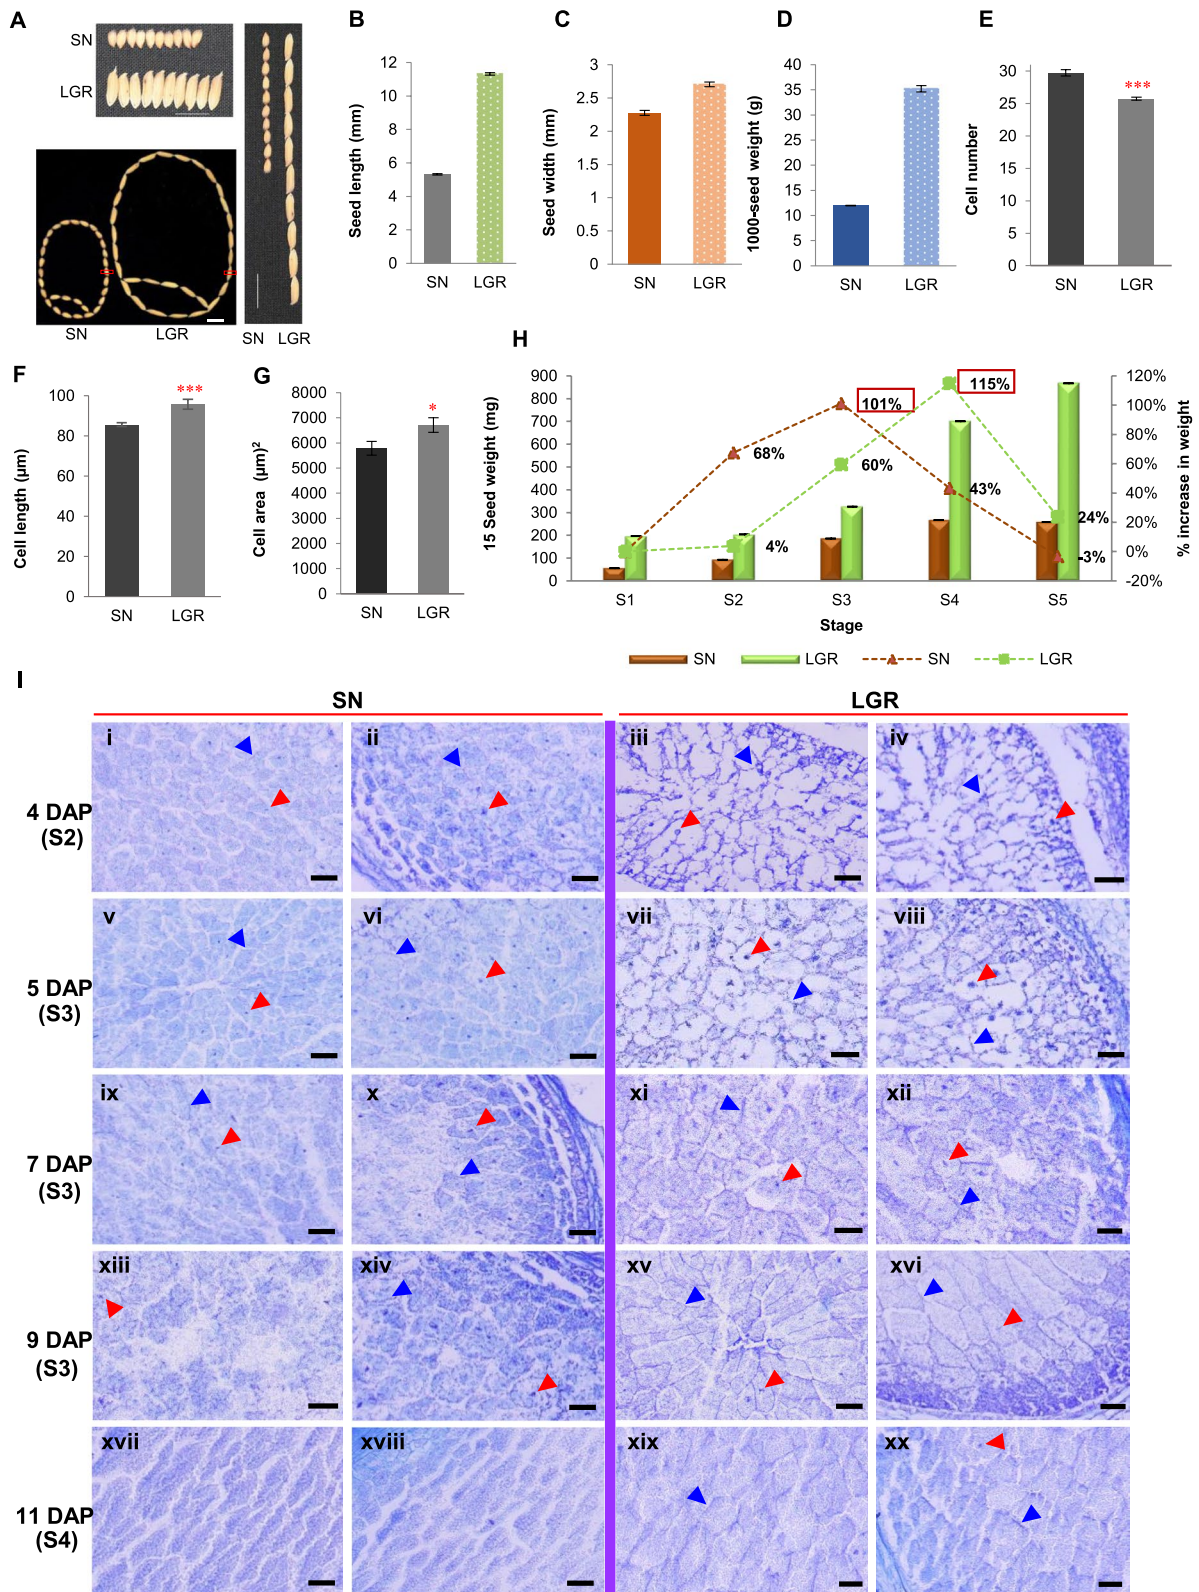 A
SN
LGR
SN
LGR
SN LGR
B
Seed length (mm)
12
10
8
6
4
2
0
SN LGR
C
Seed width (mm)
3
2.5
2
1.5
1
0.5
0
SN LGR
D
1000-seed weight (g)
40
35
30
25
20
15
10
5
0
SN LGR
E
Cell number
30
25
20
15
10
5
0
***
SN LGR
F
Cell length (µm)
100
80
60
40
20
0
***
SN LGR
G
Cell area (µm)²
8000
7000
6000
5000
4000
3000
2000
1000
0
*
SN LGR
H
15 Seed weight (mg)
900
800
700
600
500
400
300
200
100
0
68%
101%
43%
-3%
4%
60%
115%
24%
120%
100%
80%
60%
40%
20%
0%
-20%
% increase in weight
S1 S2 S3 S4 S5
Stage
SN LGR SN LGR
I
SN LGR
4 DAP
(S2)
i ii iii iv
5 DAP
(S3)
v vi vii viii
7 DAP
(S3)
ix x xi xii
9 DAP
(S3)
xiii xiv xv xvi
11 DAP
(S4)
xvii xviii xix xx